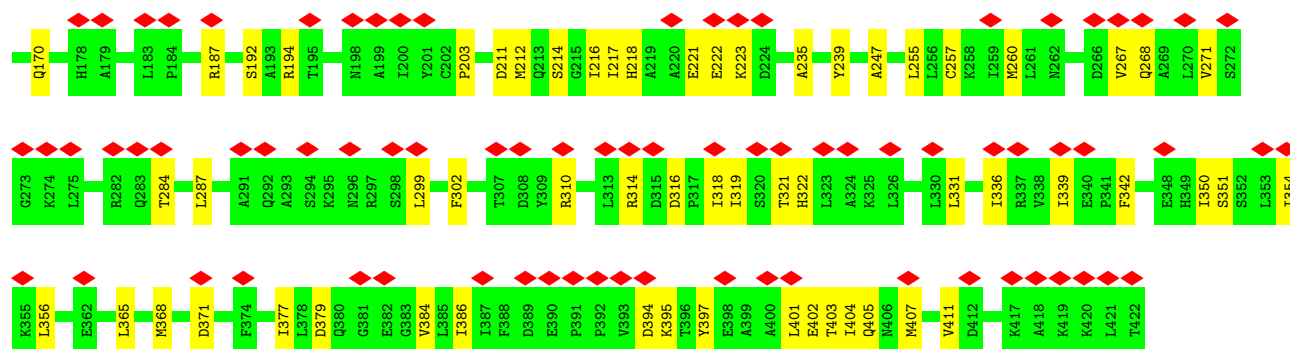 Q170 H178 A179 L183 P184 R187 S192 A193 R194 T195 N198 A199 I200 Y201 C202 P203 D211 M212 Q213 S214 G215 I216 I217 H218 A219 A220 E221 E222 K223 D224 A235 Y239 A247 L255 L256 C257 K258 I259 M260 L261 N262 D266 V267 Q268 A269 L270 V271 S272
G273 K274 L275 R282 Q283 T284 L287 A291 Q292 A293 S294 K295 N296 R297 S298 L299 F302 T307 D308 Y309 R310 L313 R314 D315 D316 P317 I318 I319 S320 T321 H322 L323 A324 K325 L326 L330 L331 I336 R337 V338 I339 E340 P341 F342 E348 H349 I350 S351 S352 L353 I354
K355 L356 E362 L365 M368 D371 F374 I377 L378 D379 Q380 G381 E382 G383 V384 L385 I386 I387 F388 D389 E390 P391 P392 V393 D394 K395 T396 Y397 E398 A399 A400 L401 E402 T403 I404 Q405 N406 M407 V411 D412 K417 A418 K419 K420 L421 T422